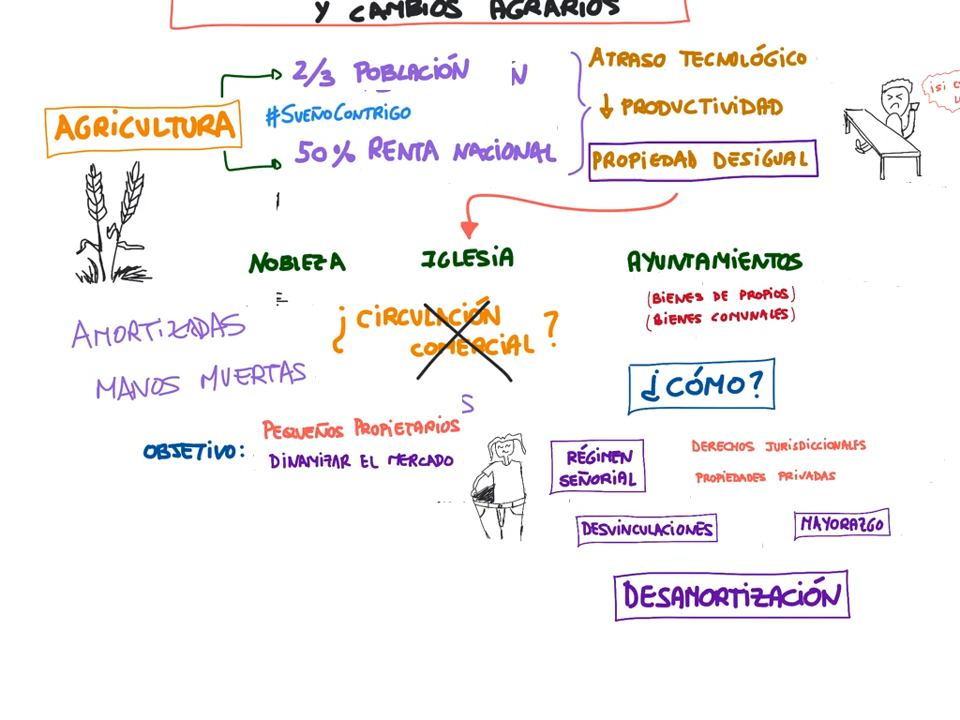 Y CAMBIOS AGRARIOS
AGRICULTURA
2/3 POBLACIÓN
N
#SUEÑOCONTRIGO
50% RENTA NACIONAL
ATRASO TECNOLÓGICO
↓ PRODUCTIVIDAD
PROPIEDAD DESIGUAL
NOBLEZA
IGLESIA
AYUNTAMIENTOS
(BIENES DE PROPIOS)
(BIENES COMUNALES)
AMORTIZADAS
MANOS MUERTAS
¿CIRCULACIÓN
COMERCIAL?
¿CÓMO?
S
OBJETIVO:
PEQUEÑOS PROPIETARIOS
DINAMIZAR EL MERCADO
RÉGIMEN
SEÑORIAL
DERECHOS JURISDICCIONALES
PROPIEDADES PRIVADAS
DESVINCULACIONES
MAYORAZGO
DESAMORTIZACIÓN